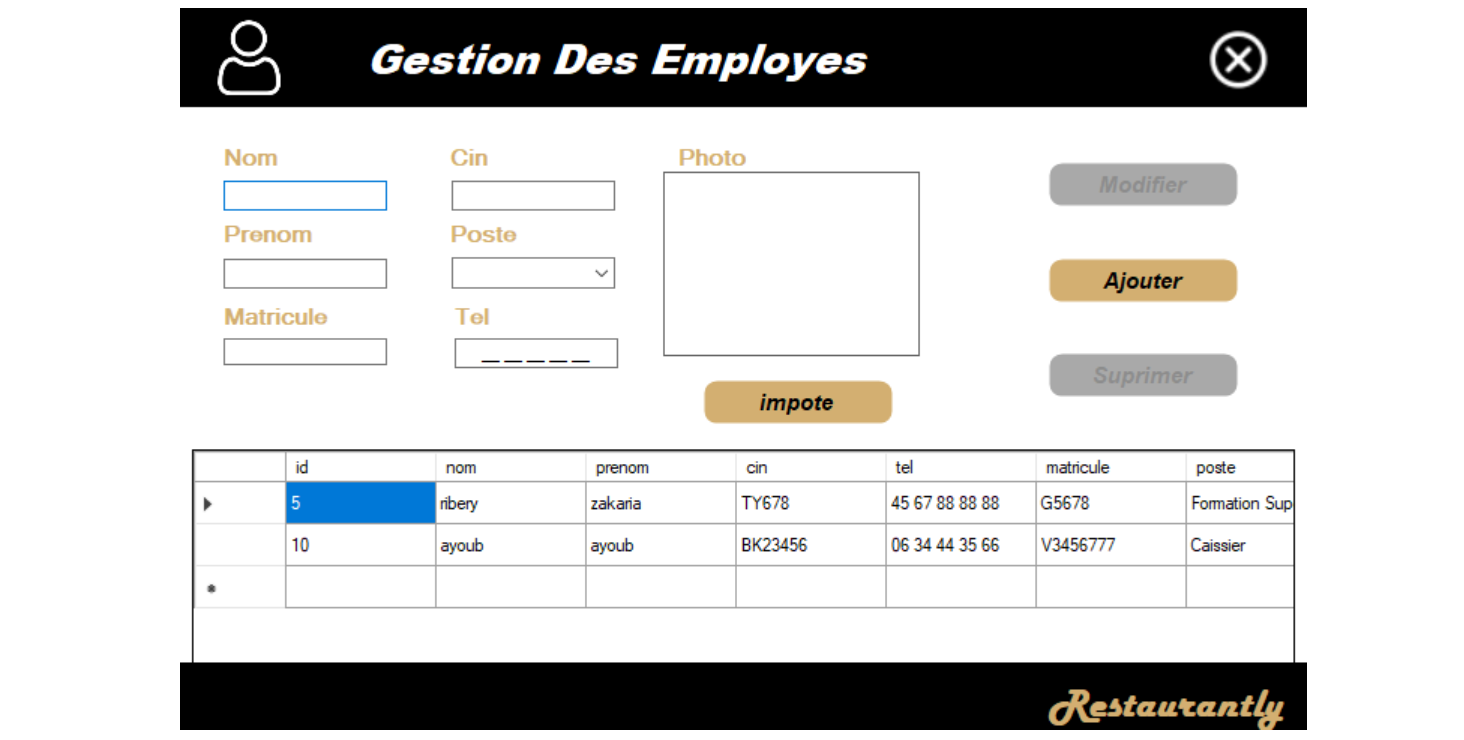 Gestion Des Employes
Nom Cin Photo
Modifier
Prenom Poste
Ajouter
Matricule Tel
_ _ _ _ _
Suprimer
impote
id nom prenom cin tel matricule poste
5 ribery zakaria TY678 45 67 88 88 88 G5678 Formation Sup
10 ayoub ayoub BK23456 06 34 44 35 66 V3456777 Caissier
Restaurantly